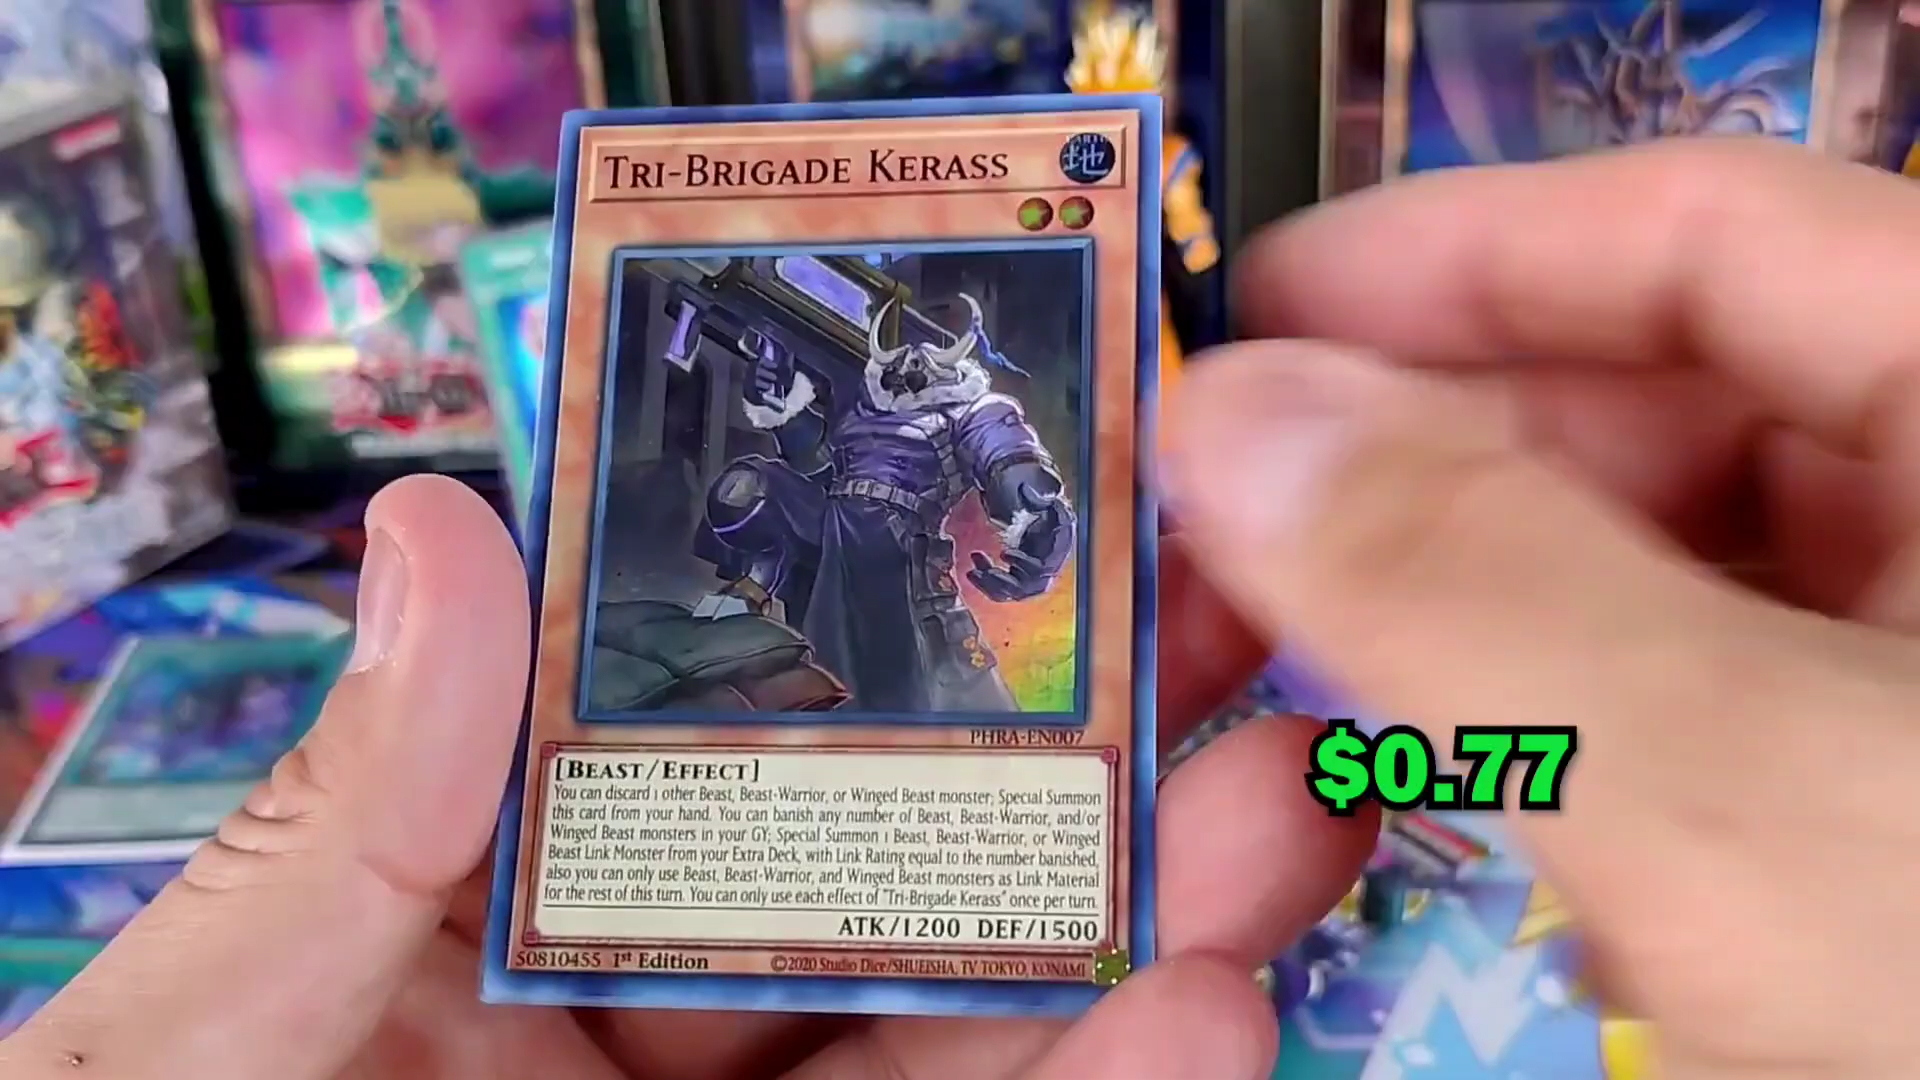 TRI-BRIGADE KERASS
PHRA-EN007
[BEAST/EFFECT]
You can discard 1 other Beast, Beast-Warrior, or Winged Beast monster; Special Summon
this card from your hand. You can banish any number of Beast, Beast-Warrior, and/or
Winged Beast monsters in your GY; Special Summon 1 Beast, Beast-Warrior, or Winged
Beast Link Monster from your Extra Deck, with Link Rating equal to the number banished,
also you can only use Beast, Beast-Warrior, and Winged Beast monsters as Link Material
for the rest of this turn. You can only use each effect of "Tri-Brigade Kerass" once per turn.
ATK/1200 DEF/1500
50810455 1st Edition ©2020 Studio Dice/SHUEISHA, TV TOKYO, KONAMI
$0.77